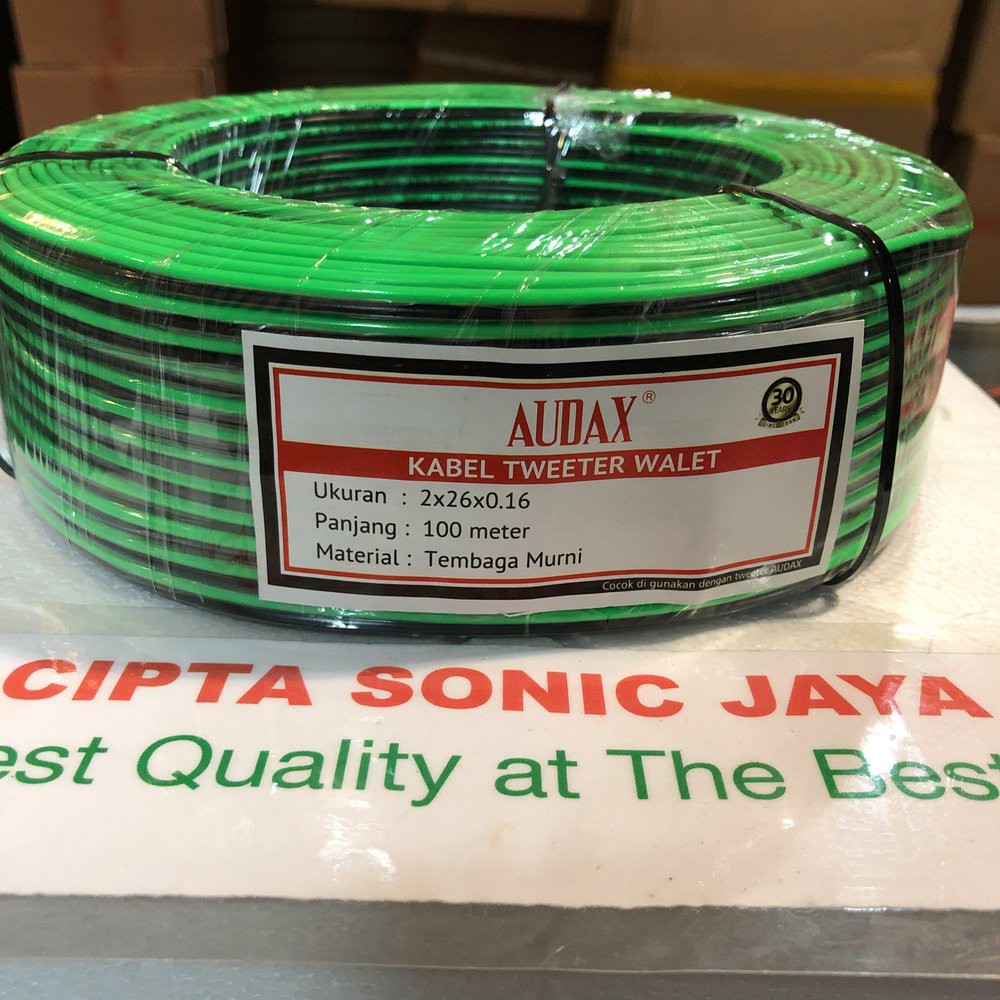 AUDAX®
30
YEARS
KABEL TWEETER WALET
Ukuran : 2x26x0.16
Panjang : 100 meter
Material : Tembaga Murni
Cocok di gunakan dengan tweeter AUDAX
CIPTA SONIC JAYA
est Quality at The Best